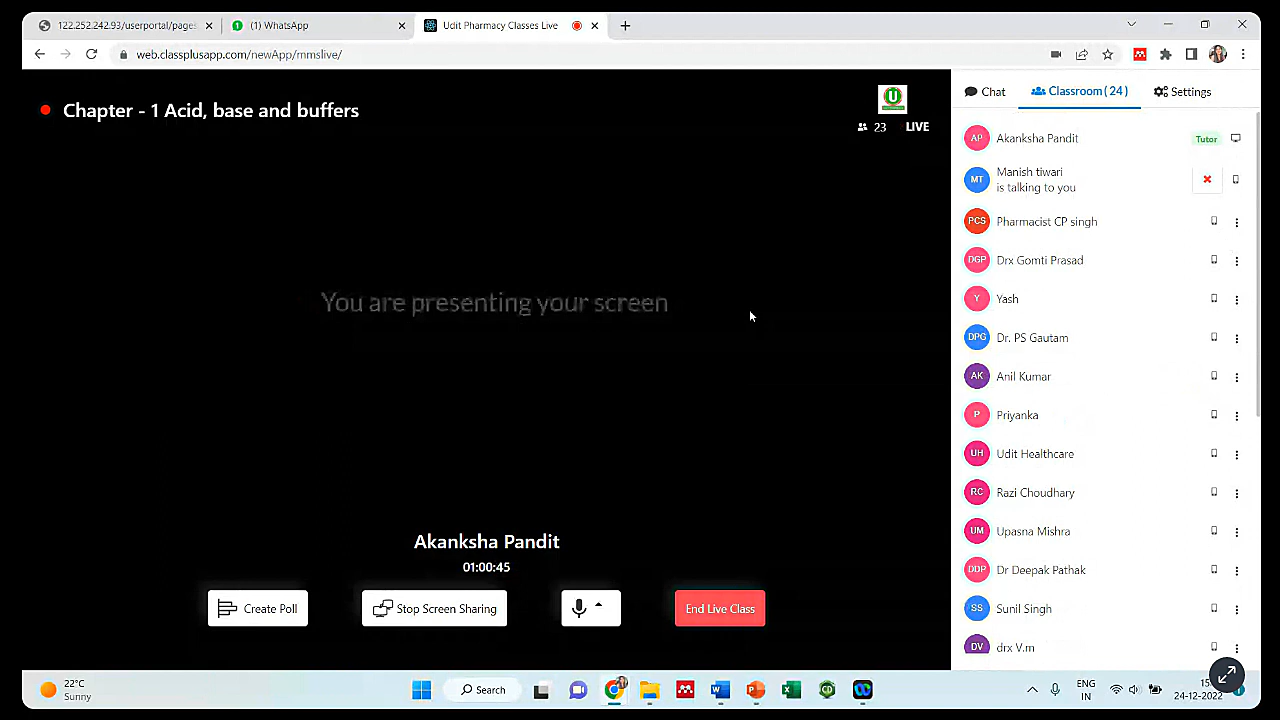 122.252.242.93/userportal/pages
(1) WhatsApp
Udit Pharmacy Classes Live
web.classplusapp.com/newApp/mmslive/
Chapter - 1 Acid, base and buffers
23
LIVE
You are presenting your screen
Akanksha Pandit
01:00:45
Create Poll
Stop Screen Sharing
End Live Class
Chat
Classroom (24)
Settings
AP
Akanksha Pandit
Tutor
MT
Manish tiwari
is talking to you
PCS
Pharmacist CP singh
DGP
Drx Gomti Prasad
Y
Yash
DPG
Dr. PS Gautam
AK
Anil Kumar
P
Priyanka
UH
Udit Healthcare
RC
Razi Choudhary
UM
Upasna Mishra
DDP
Dr Deepak Pathak
SS
Sunil Singh
DV
drx V.m
22°C
Sunny
Search
ENG
IN